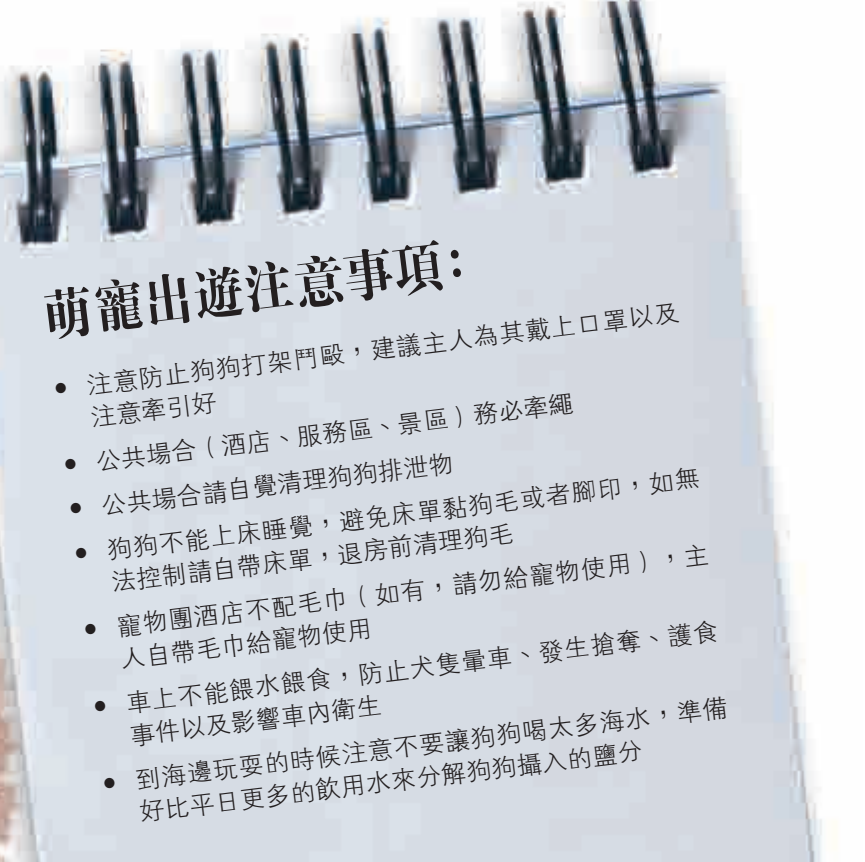 萌寵出遊注意事項：
• 注意防止狗狗打架鬥毆，建議主人為其戴上口罩以及
注意牽引好
• 公共場合（酒店、服務區、景區）務必牽繩
• 公共場合請自覺清理狗狗排泄物
• 狗狗不能上床睡覺，避免床單黏狗毛或者腳印，如無
法控制請自帶床單，退房前清理狗毛
• 寵物團酒店不配毛巾（如有，請勿給寵物使用），主
人自帶毛巾給寵物使用
• 車上不能餵水餵食，防止犬隻暈車、發生搶奪、護食
事件以及影響車內衛生
• 到海邊玩耍的時候注意不要讓狗狗喝太多海水，準備
好比平日更多的飲用水來分解狗狗攝入的鹽分